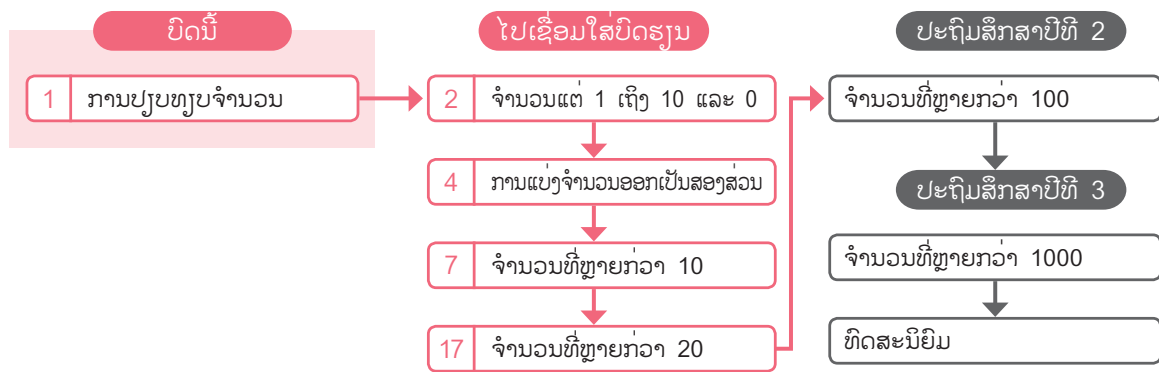 ບົດນີ້
1 ການປຽບທຽບຈຳນວນ
ໄປເຊື່ອມໃສ່ບົດຮຽນ
2 ຈຳນວນແຕ່ 1 ເຖິງ 10 ແລະ 0
4 ການແບ່ງຈຳນວນອອກເປັນສອງສ່ວນ
7 ຈຳນວນທີ່ຫຼາຍກ່ວາ 10
17 ຈຳນວນທີ່ຫຼາຍກ່ວາ 20
ປະຖົມສຶກສາປີທີ 2
ຈຳນວນທີ່ຫຼາຍກວ່າ 100
ປະຖົມສຶກສາປີທີ 3
ຈຳນວນທີ່ຫຼາຍກວ່າ 1000
ທົດສະນິຍົມ